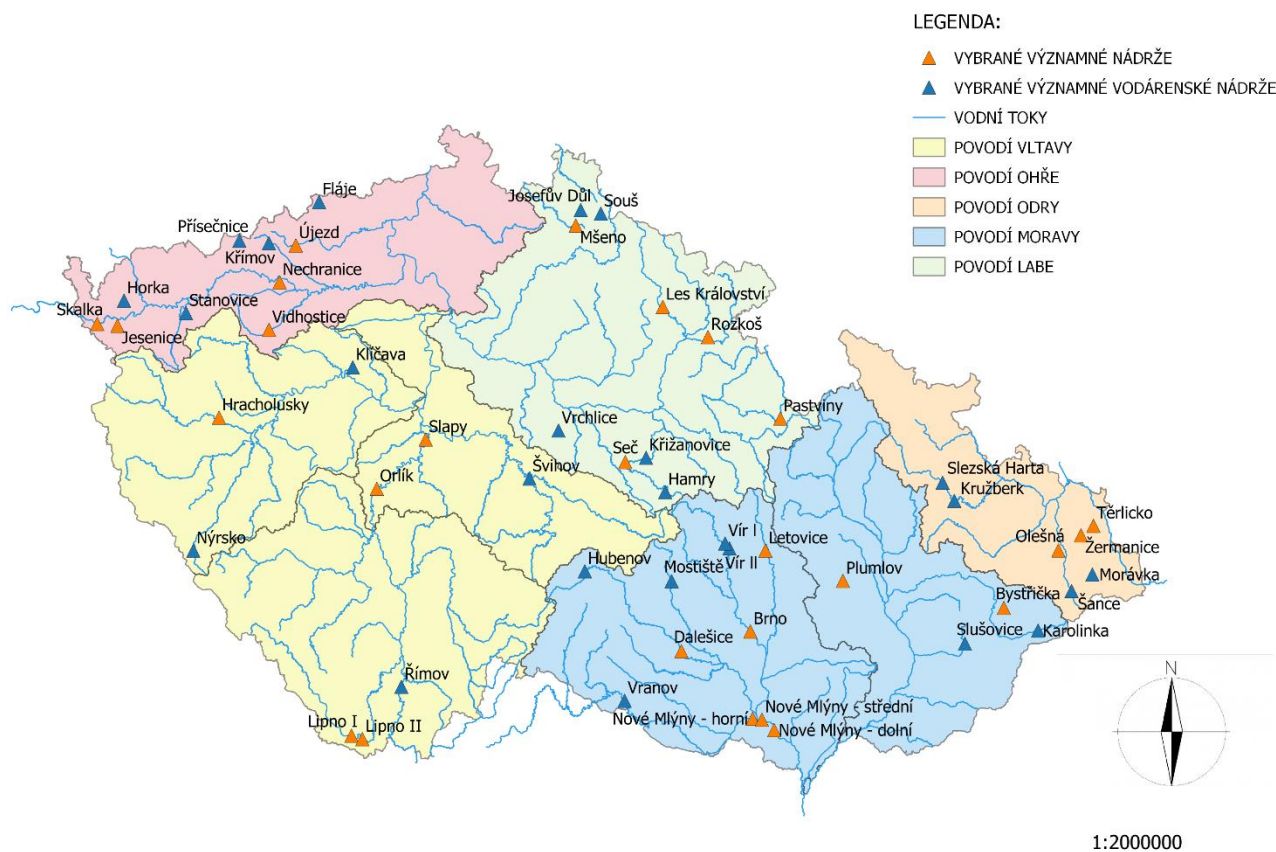 LEGENDA:
VYBRANÉ VÝZNAMNÉ NÁDRŽE
VYBRANÉ VÝZNAMNÉ VODÁRENSKÉ NÁDRŽE
VODNÍ TOKY
POVODÍ VLTAVY
POVODÍ OHŘE
POVODÍ ODRY
POVODÍ MORAVY
POVODÍ LABE
Fláje
Přísečnice
Újezd
Křímov
Nechranice
Horka
Stanovice
Skalka
Jesenice
Vidhostice
Josefův Důl
Souš
Mšeno
Les Království
Rozkoš
Pastviny
Vrchlice
Seč
Křižanovice
Hamry
Klíčava
Hracholusky
Slapy
Švihov
Orlík
Nýrsko
Římov
Lipno I
Lipno II
Slezská Harta
Kružberk
Těrlicko
Olešná
Žermanice
Morávka
Šánce
Vír I
Letovice
Vír II
Hubenov
Mostiště
Plumlov
Bystřička
Karolinka
Slušovice
Brno
Dalešice
Vranov
Nové Mlýny - střední
Nové Mlýny - horní
Nové Mlýny - dolní
N
1:2000000